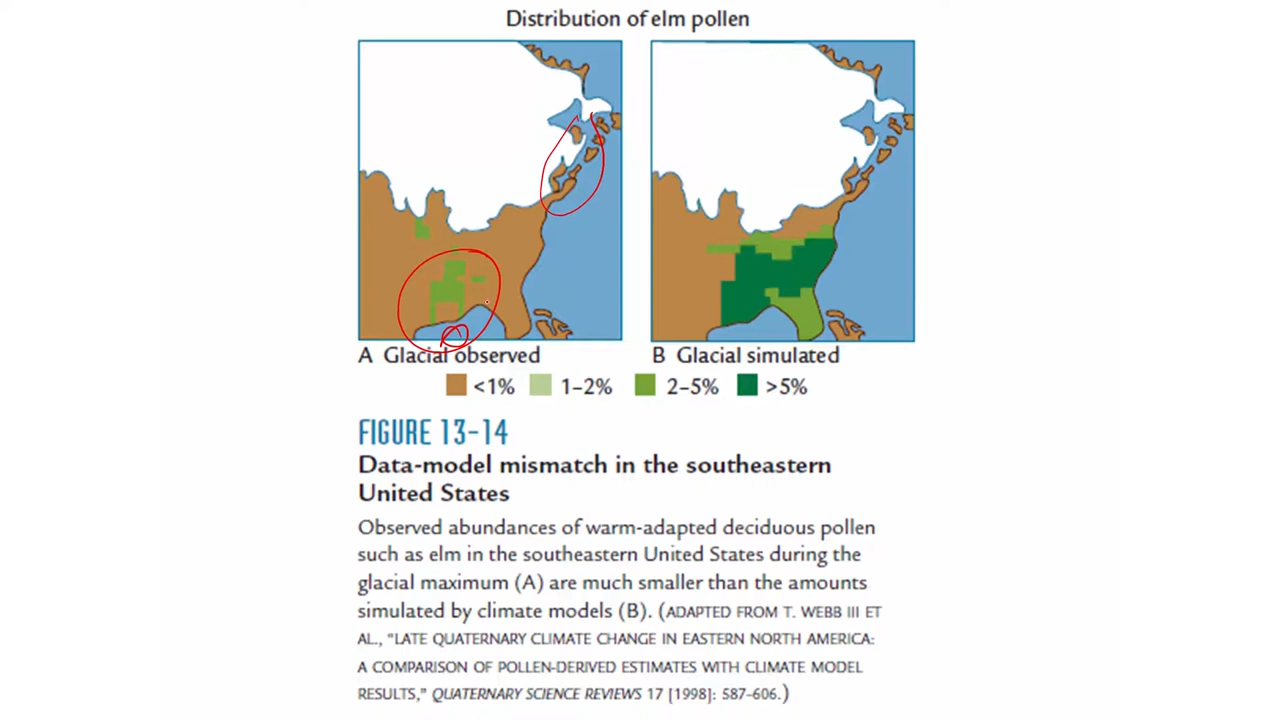 Distribution of elm pollen
A Glacial observed
B Glacial simulated
<1% 1–2% 2–5% >5%
FIGURE 13–14
Data-model mismatch in the southeastern
United States
Observed abundances of warm-adapted deciduous pollen
such as elm in the southeastern United States during the
glacial maximum (A) are much smaller than the amounts
simulated by climate models (B). (ADAPTED FROM T. WEBB III ET
AL., “LATE QUATERNARY CLIMATE CHANGE IN EASTERN NORTH AMERICA:
A COMPARISON OF POLLEN-DERIVED ESTIMATES WITH CLIMATE MODEL
RESULTS,” QUATERNARY SCIENCE REVIEWS 17 [1998]: 587–606.)